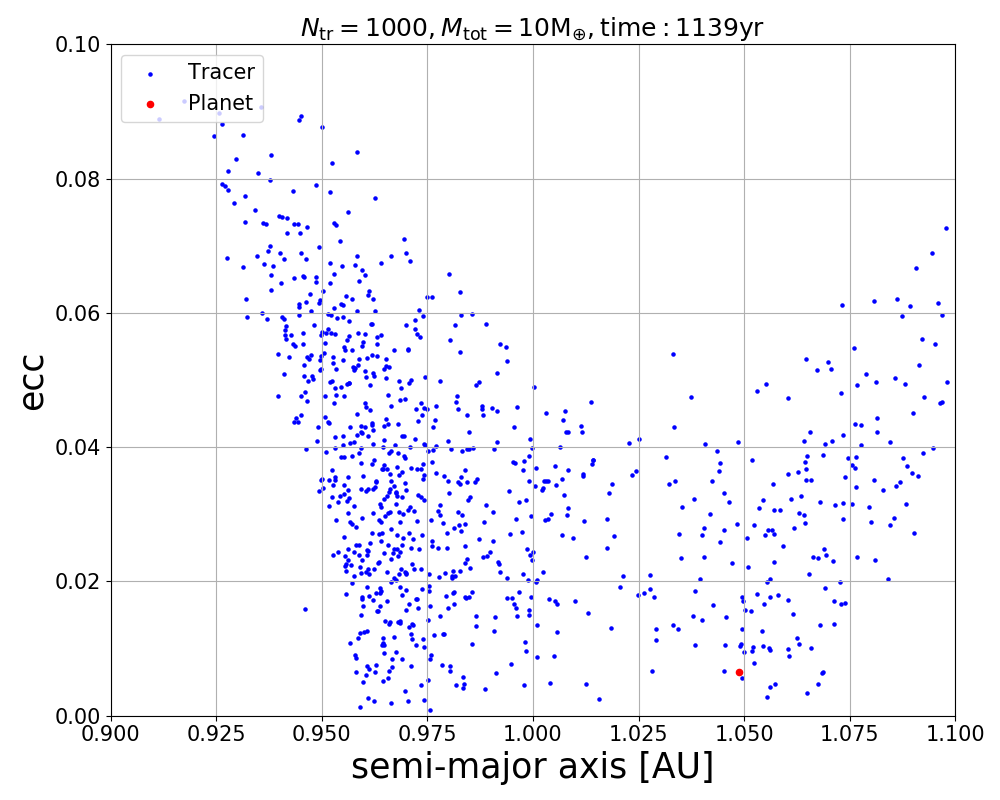 N_tr = 1000, M_tot = 10M_⊕, time : 1139yr
0.10
Tracer
Planet
0.08
0.06
ecc
0.04
0.02
0.00
0.900 0.925 0.950 0.975 1.000 1.025 1.050 1.075 1.100
semi-major axis [AU]